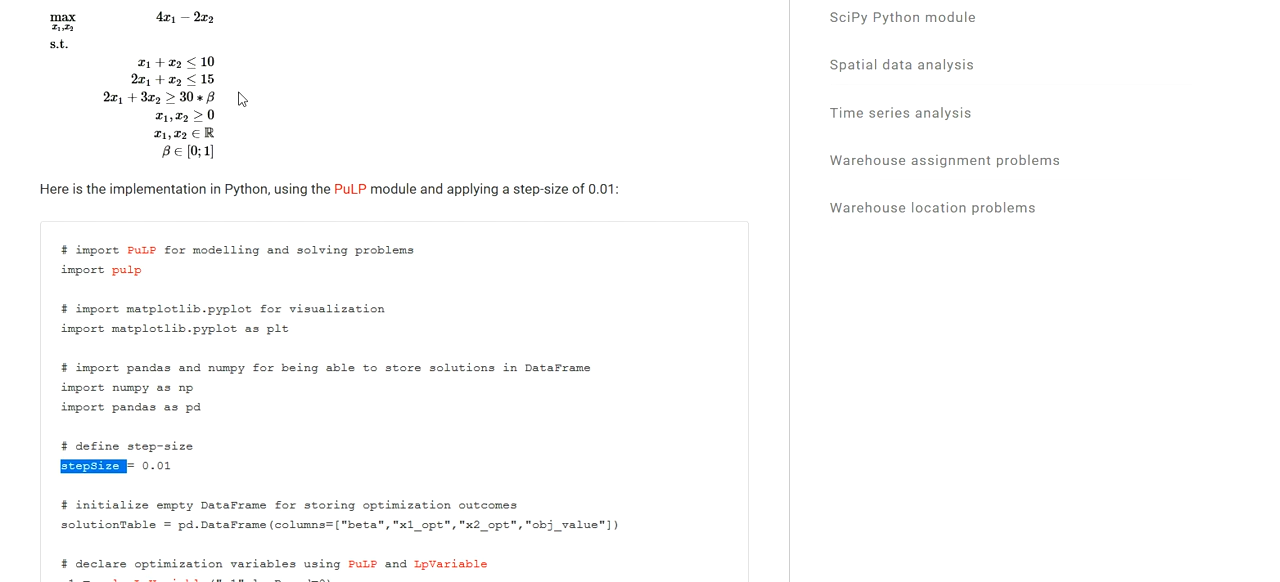 max 4x₁ − 2x₂
x₁,x₂
s.t.
x₁ + x₂ ≤ 10
2x₁ + x₂ ≤ 15
2x₁ + 3x₂ ≥ 30 * β
x₁, x₂ ≥ 0
x₁, x₂ ∈ ℝ
β ∈ [0; 1]
Here is the implementation in Python, using the PuLP module and applying a step-size of 0.01:
# import PuLP for modelling and solving problems
import pulp
# import matplotlib.pyplot for visualization
import matplotlib.pyplot as plt
# import pandas and numpy for being able to store solutions in DataFrame
import numpy as np
import pandas as pd
# define step-size
stepSize = 0.01
# initialize empty DataFrame for storing optimization outcomes
solutionTable = pd.DataFrame(columns=["beta","x1_opt","x2_opt","obj_value"])
# declare optimization variables using PuLP and LpVariable
SciPy Python module
Spatial data analysis
Time series analysis
Warehouse assignment problems
Warehouse location problems